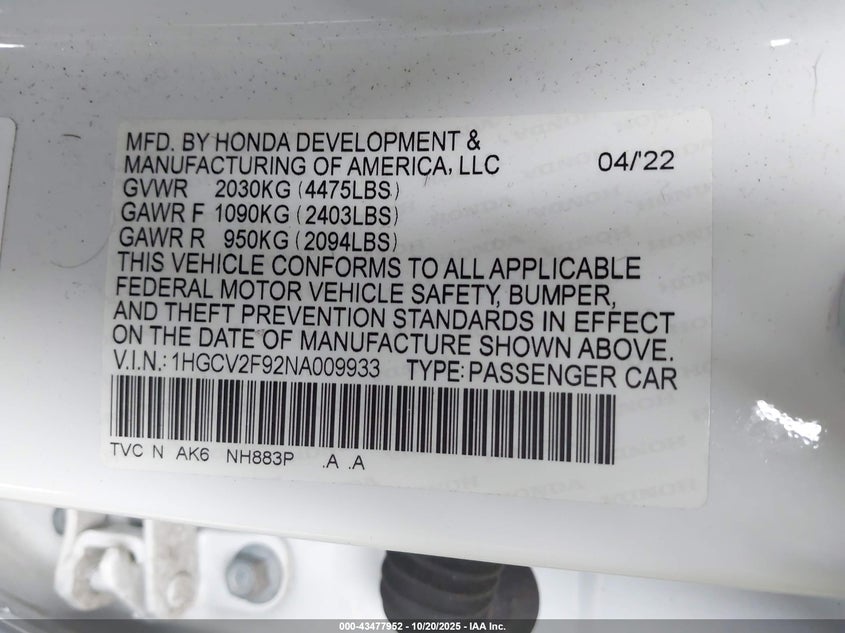 MFD. BY HONDA DEVELOPMENT &
MANUFACTURING OF AMERICA, LLC 04/'22
GVWR 2030KG (4475LBS)
GAWR F 1090KG (2403LBS)
GAWR R 950KG (2094LBS)
THIS VEHICLE CONFORMS TO ALL APPLICABLE
FEDERAL MOTOR VEHICLE SAFETY, BUMPER,
AND THEFT PREVENTION STANDARDS IN EFFECT
ON THE DATE OF MANUFACTURE SHOWN ABOVE.
V.I.N.: 1HGCV2F92NA009933 TYPE: PASSENGER CAR
TVC N AK6 NH883P .A .A
HONDA
000-43477952 - 10/20/2025 - IAA Inc.